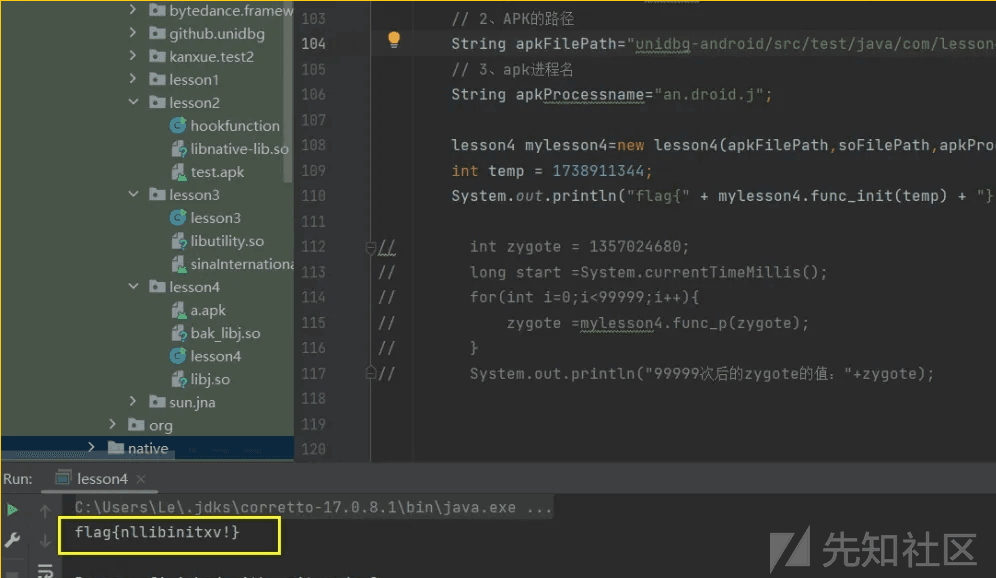 bytedance.framew
github.unidbg
kanxue.test2
lesson1
lesson2
hookfunction
libnative-lib.so
test.apk
lesson3
lesson3
libutility.so
sinaInternationa
lesson4
a.apk
bak_libj.so
lesson4
libj.so
sun.jna
org
native
103 // 2、APK的路径
104 String apkFilePath="unidbg-android/src/test/java/com/lesson
105 // 3、apk进程名
106 String apkProcessname="an.droid.j";
107
108 lesson4 mylesson4=new lesson4(apkFilePath,soFilePath,apkPro
109 int temp = 1738911344;
110 System.out.println("flag{" + mylesson4.func_init(temp) + "}
111
112 // int zygote = 1357024680;
113 // long start =System.currentTimeMillis();
114 // for(int i=0;i<99999;i++){
115 // zygote =mylesson4.func_p(zygote);
116 // }
117 // System.out.println("99999次后的zygote的值："+zygote);
118
119
120
Run: lesson4 ×
C:\Users\Le\.jdks\corretto-17.0.8.1\bin\java.exe ...
flag{nllibinitxv!}
先知社区